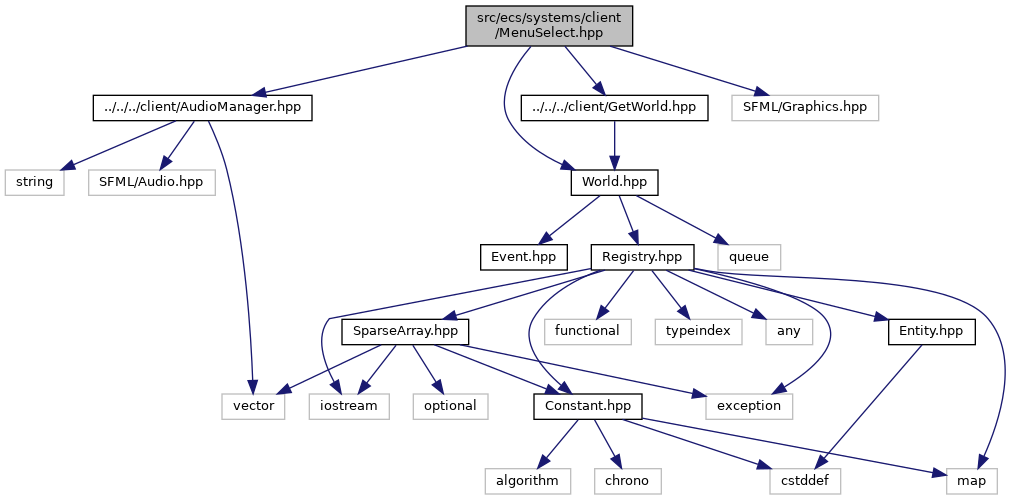 src/ecs/systems/client
/MenuSelect.hpp
../../../client/AudioManager.hpp
../../../client/GetWorld.hpp
SFML/Graphics.hpp
string
SFML/Audio.hpp
World.hpp
Event.hpp
Registry.hpp
queue
SparseArray.hpp
functional
typeindex
any
Entity.hpp
vector
iostream
optional
Constant.hpp
exception
algorithm
chrono
cstddef
map